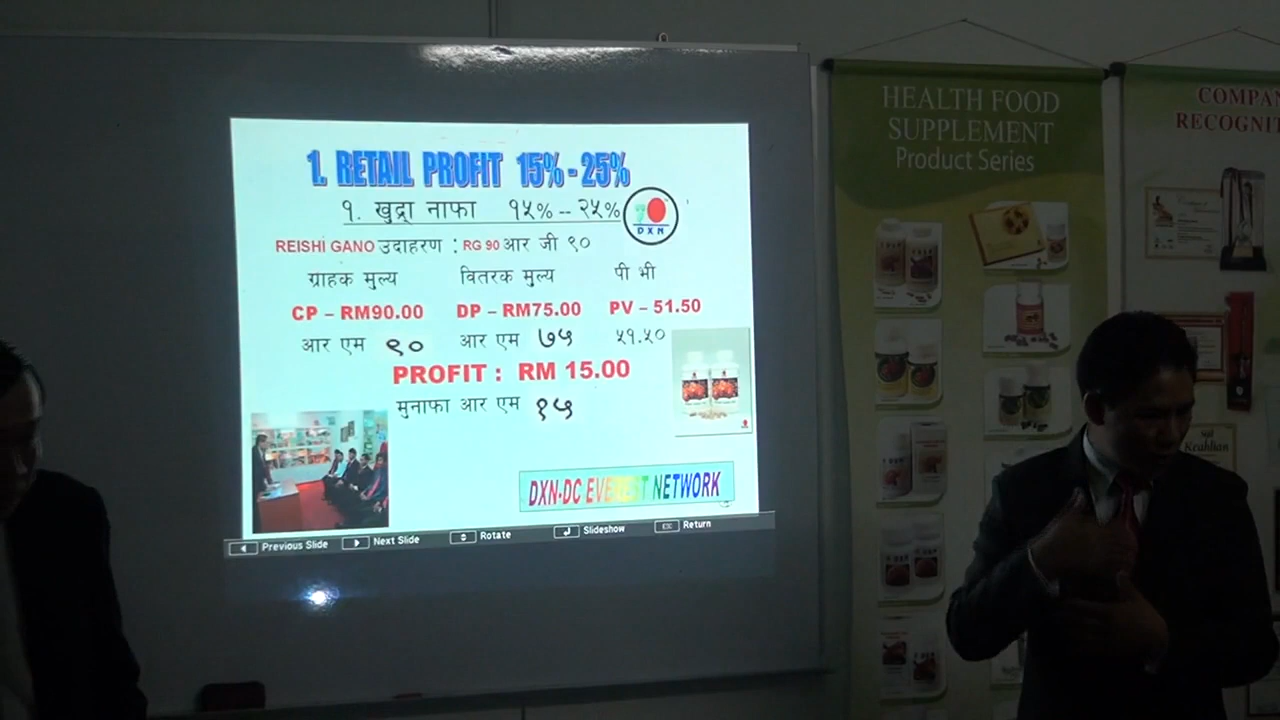 1. RETAIL PROFIT 15% - 25%
१. खुद्रा नाफा १५% -- २५%
DXN
REISHI GANO उदाहरण : RG 90 आर जी ९०
ग्राहक मुल्य वितरक मुल्य पी भी
CP – RM90.00 DP – RM75.00 PV – 51.50
आर एम ९० आर एम ७५ ५१.५०
PROFIT : RM 15.00
मुनाफा आर एम १५
DXN-DC EVEREST NETWORK
Previous Slide Next Slide Rotate Slideshow Return
HEALTH FOOD
SUPPLEMENT
Product Series
Keahlian